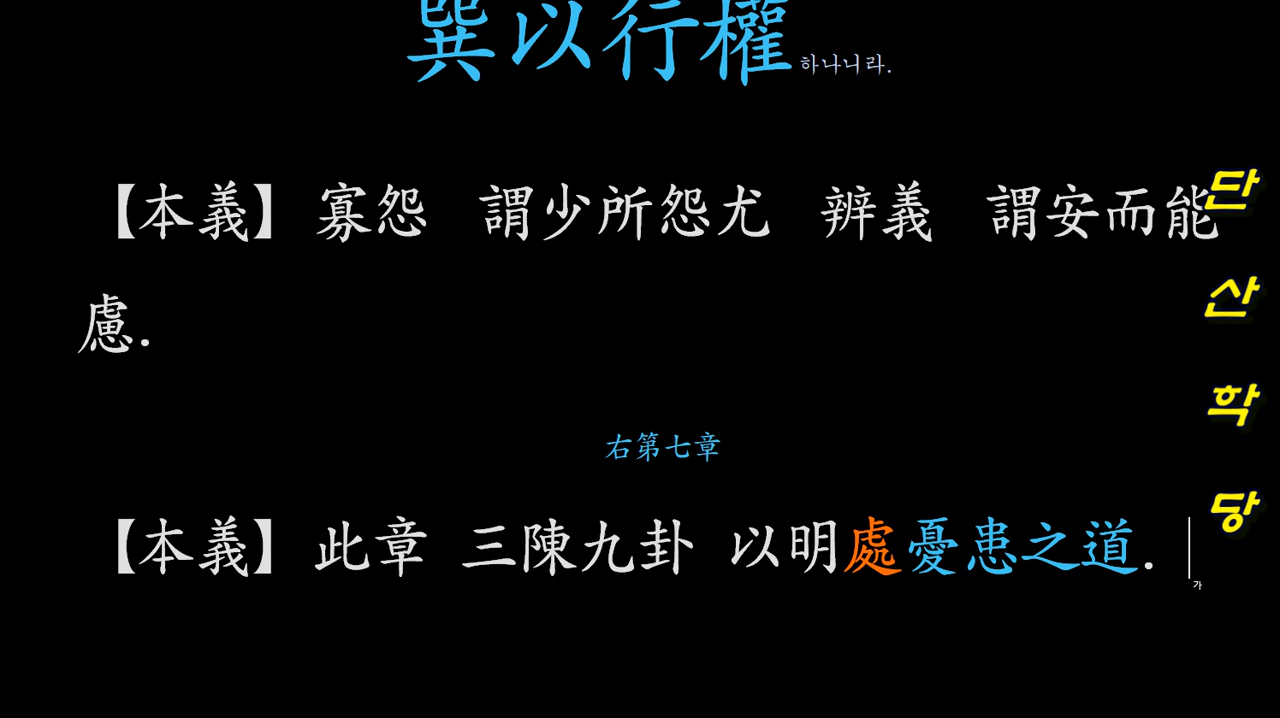 巽以行權하나니라.
【本義】 寡怨 謂少所怨尤 辨義 謂安而能
慮.
右第七章
【本義】 此章 三陳九卦 以明處憂患之道.
가
단
산
학
당